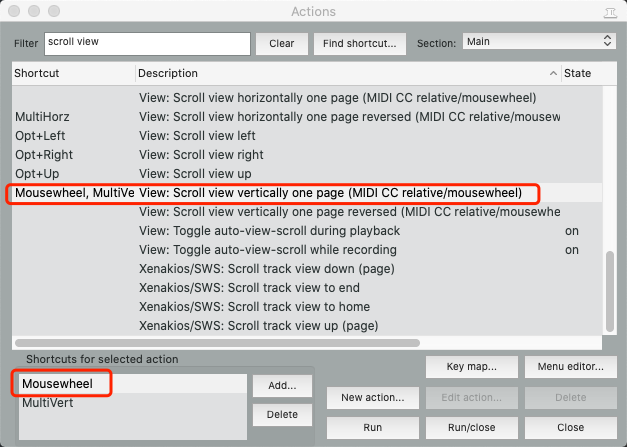 Actions
Filter scroll view Clear Find shortcut... Section: Main
Shortcut Description State
View: Scroll view horizontally one page (MIDI CC relative/mousewheel)
MultiHorz View: Scroll view horizontally one page reversed (MIDI CC relative/mousew
Opt+Left View: Scroll view left
Opt+Right View: Scroll view right
Opt+Up View: Scroll view up
Mousewheel, MultiVe View: Scroll view vertically one page (MIDI CC relative/mousewheel)
View: Scroll view vertically one page reversed (MIDI CC relative/mousewhe
View: Toggle auto-view-scroll during playback on
View: Toggle auto-view-scroll while recording on
Xenakios/SWS: Scroll track view down (page)
Xenakios/SWS: Scroll track view to end
Xenakios/SWS: Scroll track view to home
Xenakios/SWS: Scroll track view up (page)
Shortcuts for selected action
Mousewheel
MultiVert
Add...
Delete
Key map... Menu editor...
New action... Edit action... Delete
Run Run/close Close